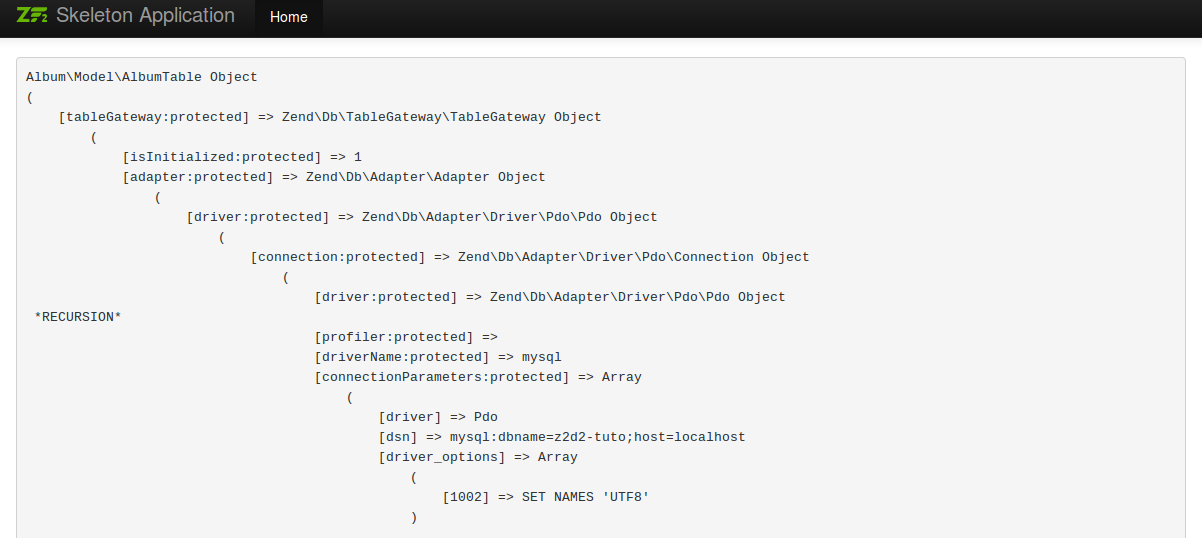 ZF2 Skeleton Application Home
Album\Model\AlbumTable Object
(
    [tableGateway:protected] => Zend\Db\TableGateway\TableGateway Object
        (
            [isInitialized:protected] => 1
            [adapter:protected] => Zend\Db\Adapter\Adapter Object
                (
                    [driver:protected] => Zend\Db\Adapter\Driver\Pdo\Pdo Object
                        (
                            [connection:protected] => Zend\Db\Adapter\Driver\Pdo\Connection Object
                                (
                                    [driver:protected] => Zend\Db\Adapter\Driver\Pdo\Pdo Object
 *RECURSION*
                                    [profiler:protected] =>
                                    [driverName:protected] => mysql
                                    [connectionParameters:protected] => Array
                                        (
                                            [driver] => Pdo
                                            [dsn] => mysql:dbname=z2d2-tuto;host=localhost
                                            [driver_options] => Array
                                                (
                                                    [1002] => SET NAMES 'UTF8'
                                                )